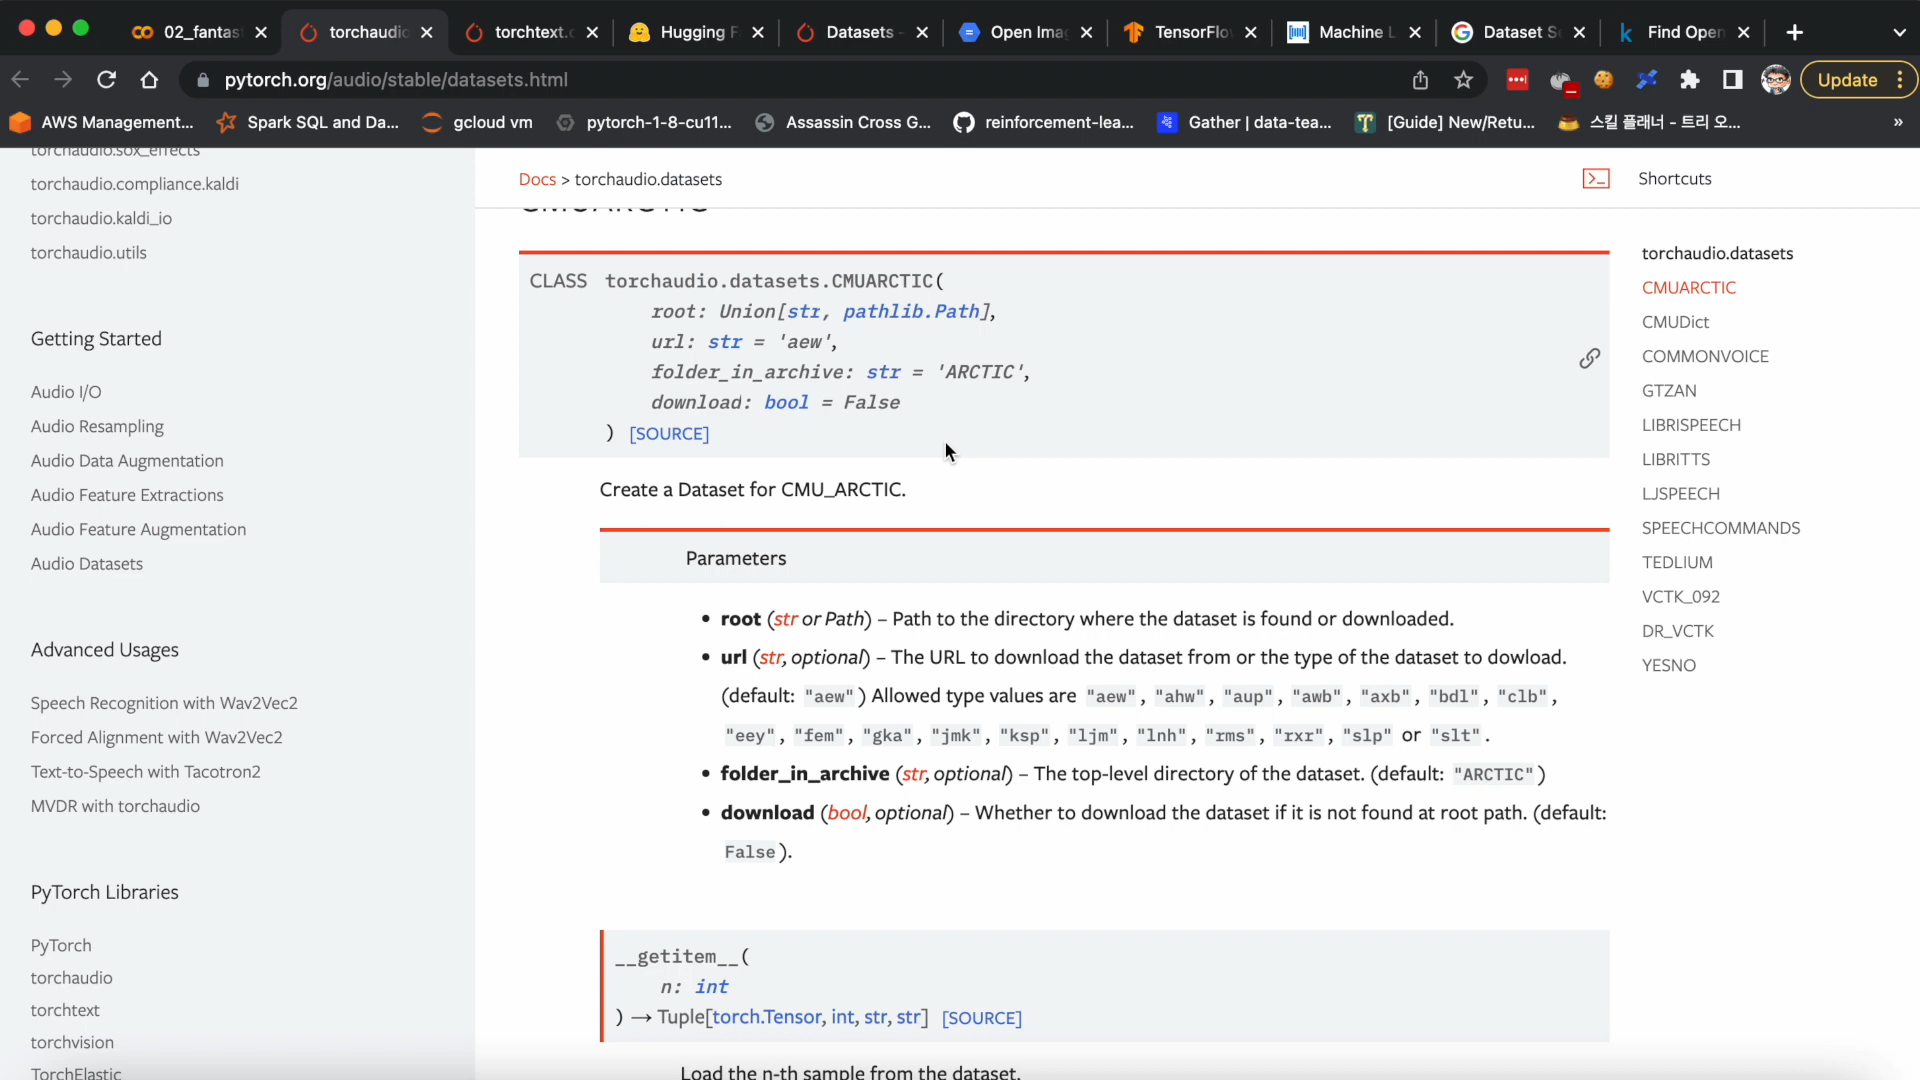 02_fantas
torchaudio
torchtext.c
Hugging F
Datasets -
Open Ima
TensorFlo
Machine L
Dataset S
Find Open
pytorch.org/audio/stable/datasets.html
Update
AWS Management...
Spark SQL and Da...
gcloud vm
pytorch-1-8-cu11...
Assassin Cross G...
reinforcement-lea...
Gather | data-tea...
[Guide] New/Retu...
스킬 플래너 - 트리 오...
»
torchaudio.sox_effects
torchaudio.compliance.kaldi
torchaudio.kaldi_io
torchaudio.utils
Getting Started
Audio I/O
Audio Resampling
Audio Data Augmentation
Audio Feature Extractions
Audio Feature Augmentation
Audio Datasets
Advanced Usages
Speech Recognition with Wav2Vec2
Forced Alignment with Wav2Vec2
Text-to-Speech with Tacotron2
MVDR with torchaudio
PyTorch Libraries
PyTorch
torchaudio
torchtext
torchvision
TorchElastic
Docs > torchaudio.datasets
Shortcuts
CMUARCTIC
CLASS torchaudio.datasets.CMUARCTIC(
root: Union[str, pathlib.Path],
url: str = 'aew',
folder_in_archive: str = 'ARCTIC',
download: bool = False
) [SOURCE]
Create a Dataset for CMU_ARCTIC.
Parameters
• root (str or Path) – Path to the directory where the dataset is found or downloaded.
• url (str, optional) – The URL to download the dataset from or the type of the dataset to dowload.
(default: "aew") Allowed type values are "aew", "ahw", "aup", "awb", "axb", "bdl", "clb",
"eey", "fem", "gka", "jmk", "ksp", "ljm", "lnh", "rms", "rxr", "slp" or "slt".
• folder_in_archive (str, optional) – The top-level directory of the dataset. (default: "ARCTIC")
• download (bool, optional) – Whether to download the dataset if it is not found at root path. (default:
False).
__getitem__(
n: int
) → Tuple[torch.Tensor, int, str, str] [SOURCE]
Load the n-th sample from the dataset.
torchaudio.datasets
CMUARCTIC
CMUDict
COMMONVOICE
GTZAN
LIBRISPEECH
LIBRITTS
LJSPEECH
SPEECHCOMMANDS
TEDLIUM
VCTK_092
DR_VCTK
YESNO